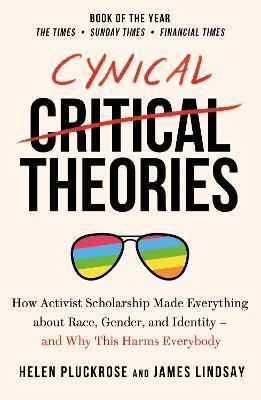 BOOK OF THE YEAR
THE TIMES • SUNDAY TIMES • FINANCIAL TIMES
CYNICAL
CRITICAL
THEORIES
How Activist Scholarship Made Everything
about Race, Gender, and Identity –
and Why This Harms Everybody
HELEN PLUCKROSE AND JAMES LINDSAY